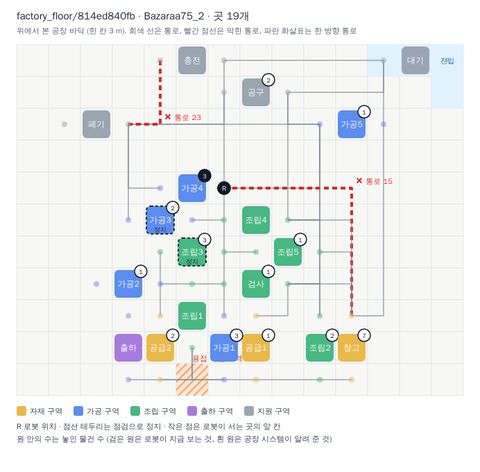 factory_floor/814ed840fb · Bazaraa75_2 · 곳 19개
위에서 본 공장 바닥 (한 칸 3 m). 회색 선은 통로, 빨간 점선은 막힌 통로, 파란 화살표는 한 방향 통로
충전
대기
전입
2
공구
1
가공5
× 통로 23
폐기
3
가공4
R
× 통로 15
2
가공3
정지
조립4
3
조립3
정지
1
조립5
1
가공2
1
검사
조립1
출하
2
공급2
3
가공1
1
공급1
2
조립2
7
창고
용접
자재 구역
가공 구역
조립 구역
출하 구역
지원 구역
R 로봇 위치 · 점선 테두리는 점검으로 정지 · 작은 점은 로봇이 서는 곳의 앞 칸
원 안의 수는 놓인 물건 수 (검은 원은 로봇이 지금 보는 것, 흰 원은 공장 시스템이 알려 준 것)